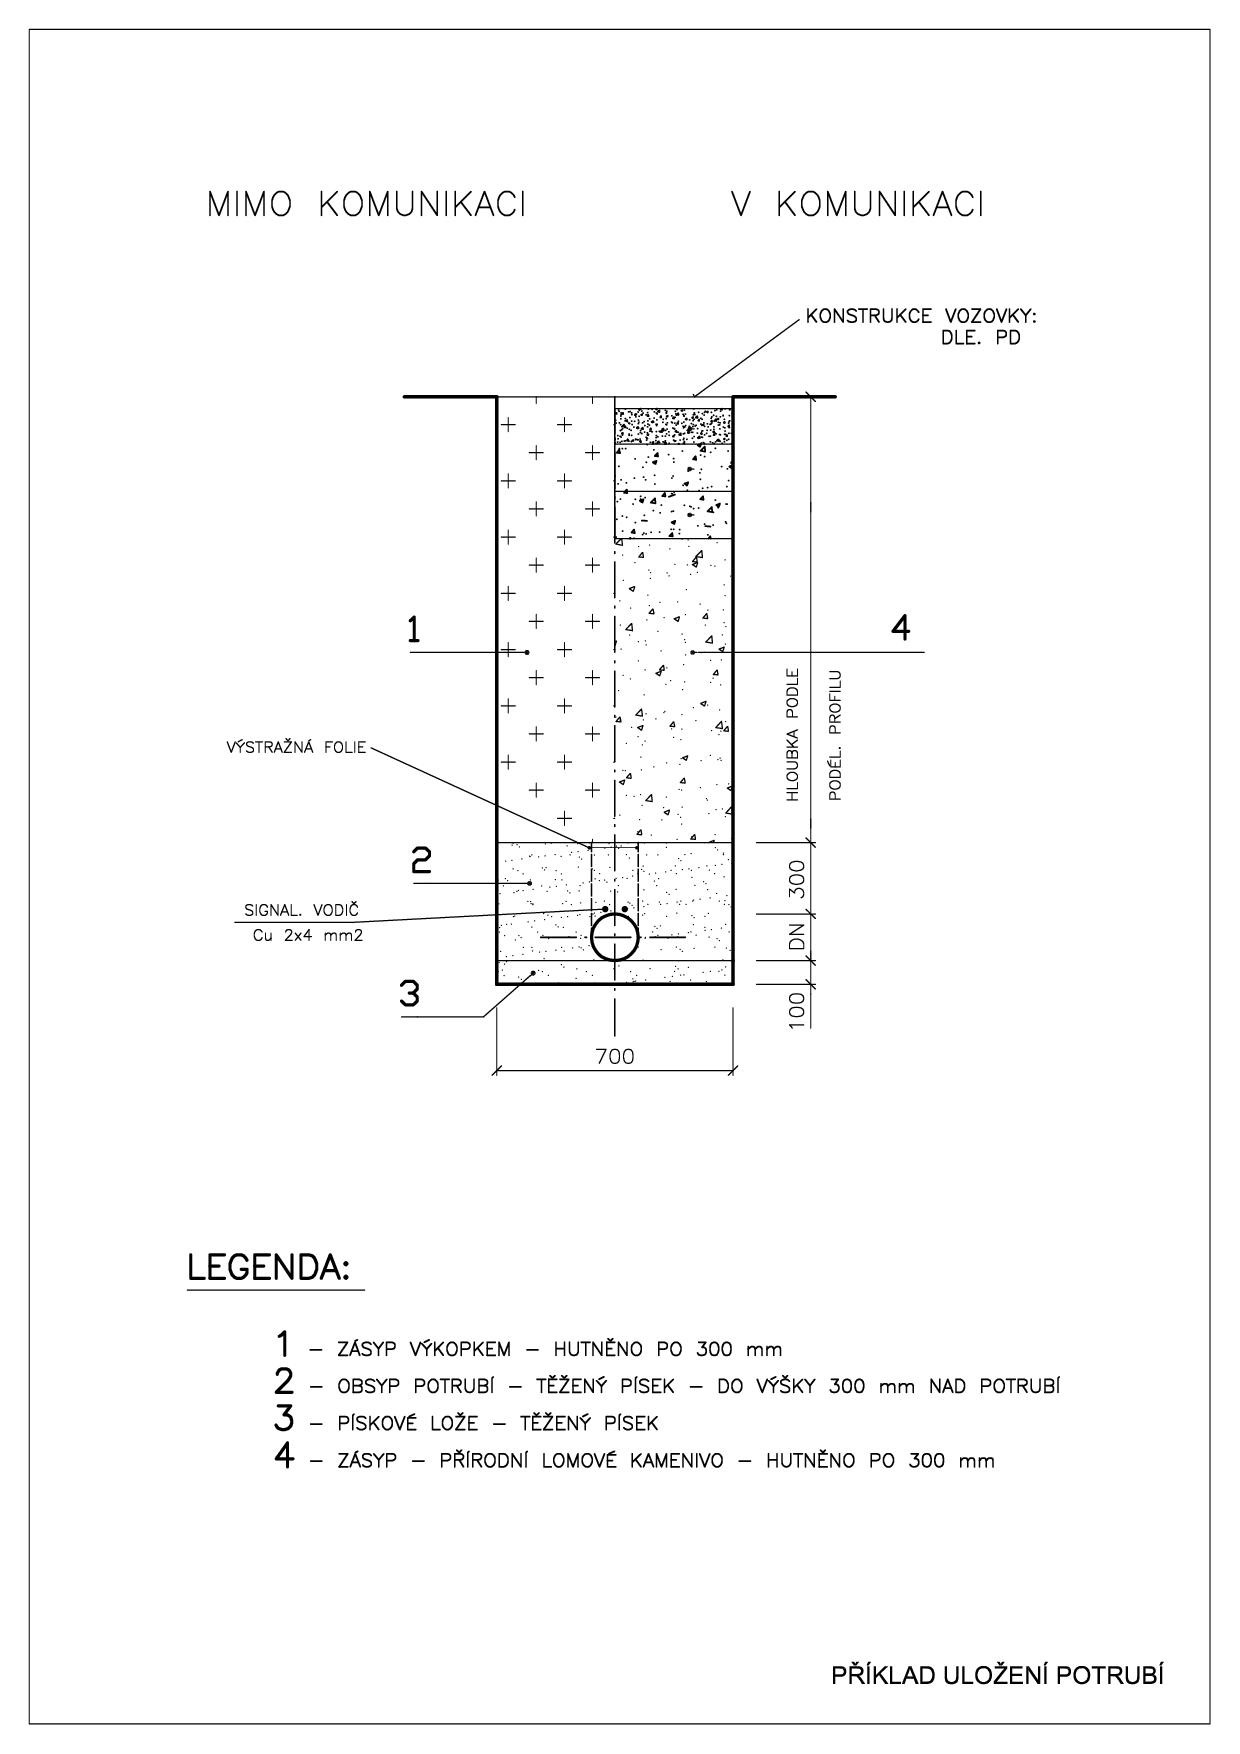 MIMO KOMUNIKACI
V KOMUNIKACI
KONSTRUKCE VOZOVKY:
DLE. PD
1
4
HLOUBKA PODLE
PODÉL. PROFILU
VÝSTRAŽNÁ FOLIE
2
300
SIGNAL. VODIČ
Cu 2x4 mm2
DN
3
100
700
LEGENDA:
1 – ZÁSYP VÝKOPKEM – HUTNĚNO PO 300 mm
2 – OBSYP POTRUBÍ – TĚŽENÝ PÍSEK – DO VÝŠKY 300 mm NAD POTRUBÍ
3 – PÍSKOVÉ LOŽE – TĚŽENÝ PÍSEK
4 – ZÁSYP – PŘÍRODNÍ LOMOVÉ KAMENIVO – HUTNĚNO PO 300 mm
PŘÍKLAD ULOŽENÍ POTRUBÍ